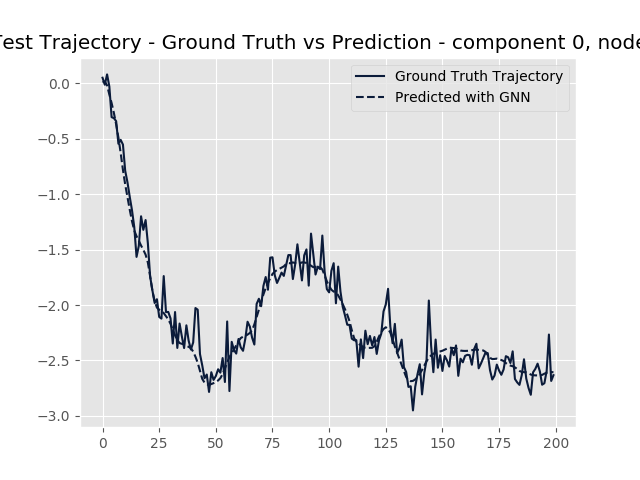 Test Trajectory - Ground Truth vs Prediction - component 0, node
Ground Truth Trajectory
Predicted with GNN
0.0
−0.5
−1.0
−1.5
−2.0
−2.5
−3.0
0 25 50 75 100 125 150 175 200